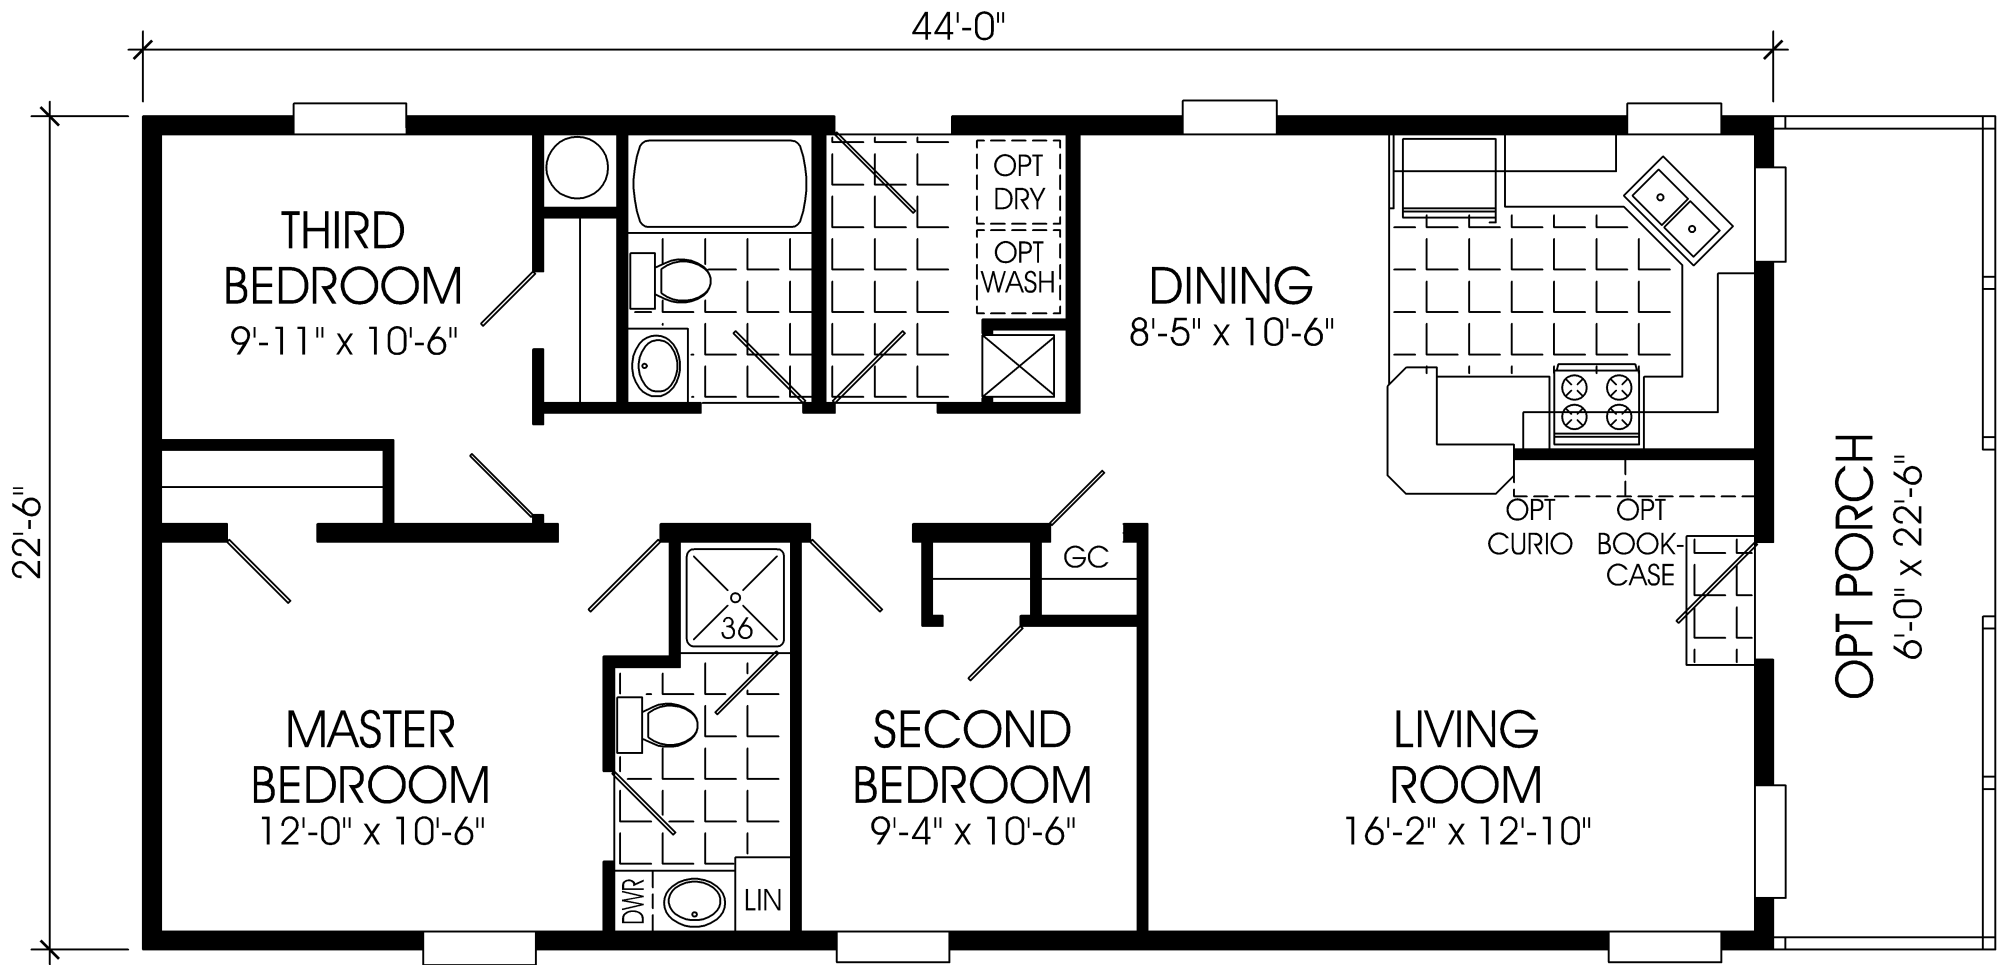 44'-0"
22'-6"
THIRD
BEDROOM
9'-11" x 10'-6"
OPT
DRY
OPT
WASH
DINING
8'-5" x 10'-6"
OPT
CURIO
OPT
BOOK-
CASE
OPT PORCH
6'-0" x 22'-6"
GC
36
MASTER
BEDROOM
12'-0" x 10'-6"
DWR
LIN
SECOND
BEDROOM
9'-4" x 10'-6"
LIVING
ROOM
16'-2" x 12'-10"